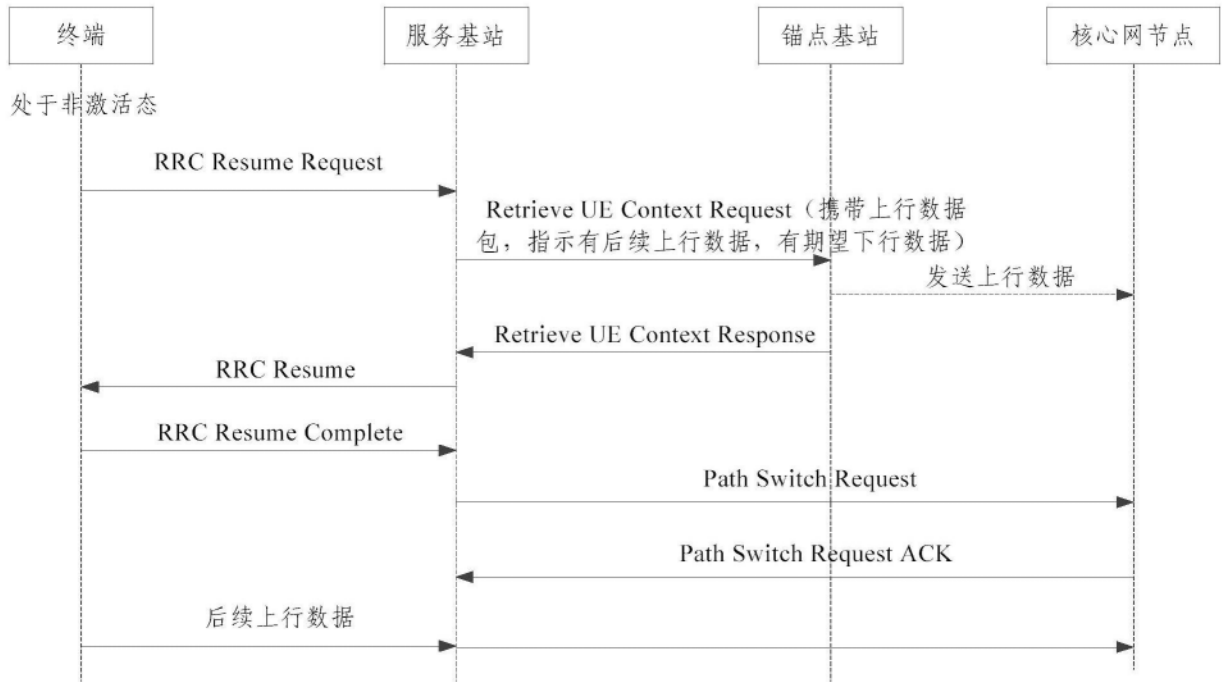 终端
服务基站
锚点基站
核心网节点
处于非激活态
RRC Resume Request
Retrieve UE Context Request（携带上行数据
包，指示有后续上行数据，有期望下行数据）
发送上行数据
Retrieve UE Context Response
RRC Resume
RRC Resume Complete
Path Switch Request
Path Switch Request ACK
后续上行数据